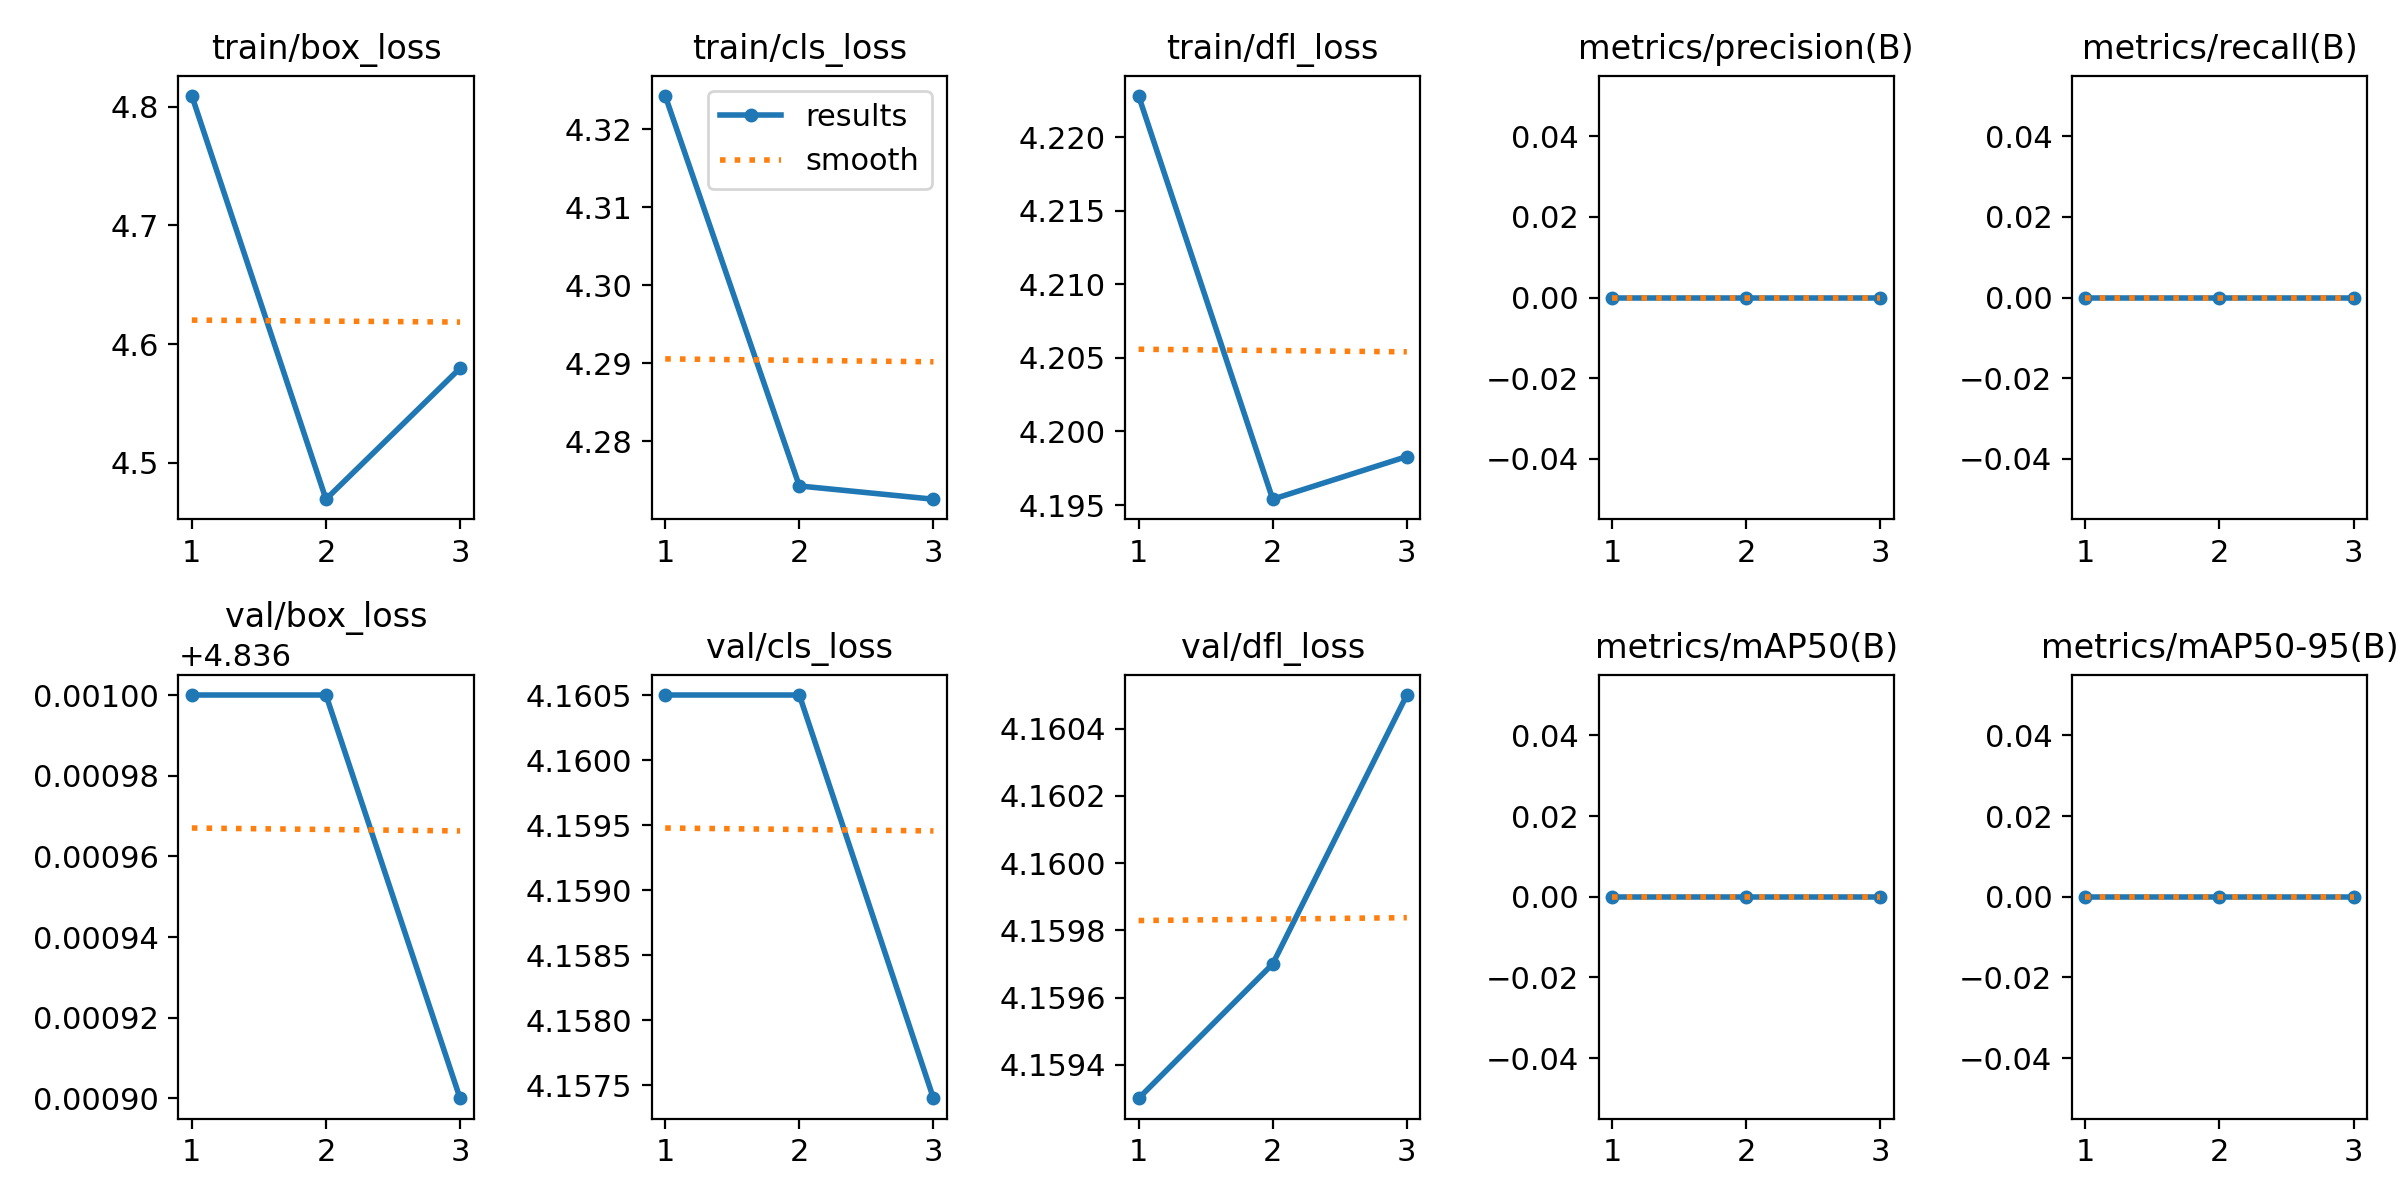 train/box_loss
4.8
4.7
4.6
4.5
1 2 3
train/cls_loss
results
smooth
4.32
4.31
4.30
4.29
4.28
1 2 3
train/dfl_loss
4.220
4.215
4.210
4.205
4.200
4.195
1 2 3
metrics/precision(B)
0.04
0.02
0.00
−0.02
−0.04
1 2 3
metrics/recall(B)
0.04
0.02
0.00
−0.02
−0.04
1 2 3
val/box_loss
+4.836
0.00100
0.00098
0.00096
0.00094
0.00092
0.00090
1 2 3
val/cls_loss
4.1605
4.1600
4.1595
4.1590
4.1585
4.1580
4.1575
1 2 3
val/dfl_loss
4.1604
4.1602
4.1600
4.1598
4.1596
4.1594
1 2 3
metrics/mAP50(B)
0.04
0.02
0.00
−0.02
−0.04
1 2 3
metrics/mAP50-95(B)
0.04
0.02
0.00
−0.02
−0.04
1 2 3